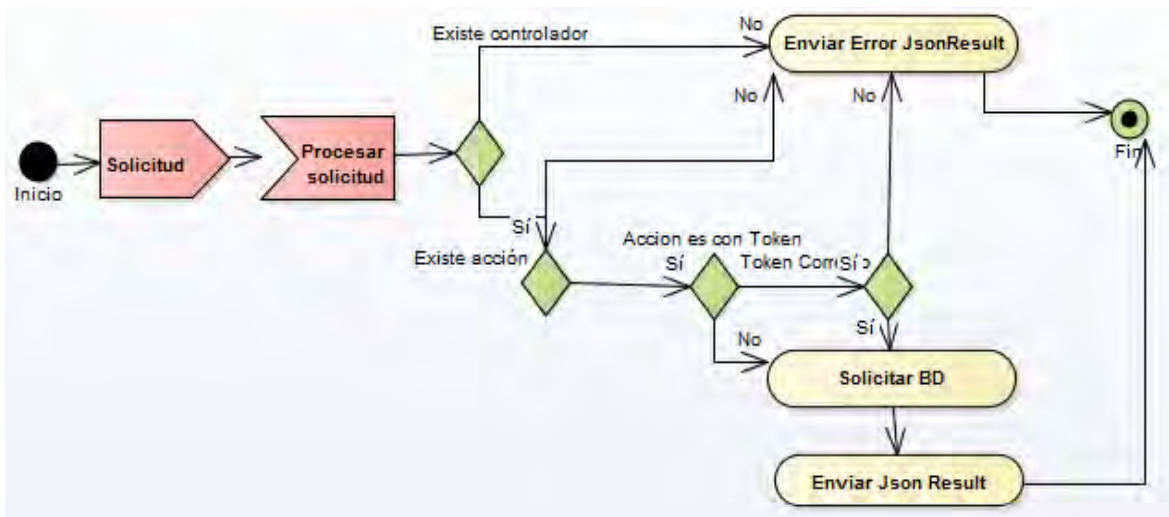 Existe controlador
No
Enviar Error JsonResult
No
No
Solicitud
Procesar
solicitud
Inicio
Fin
Sí
Existe acción
Accion es con Token
Sí
Token
Sí
Sí
No
Solicitar BD
Enviar Json Result